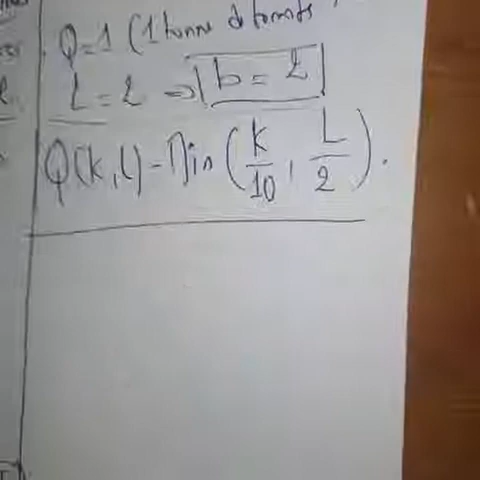 Q=1 (1 tonne de tomates
L = 2 => b = 2
Q(K,L) = Min (K/10, L/2).